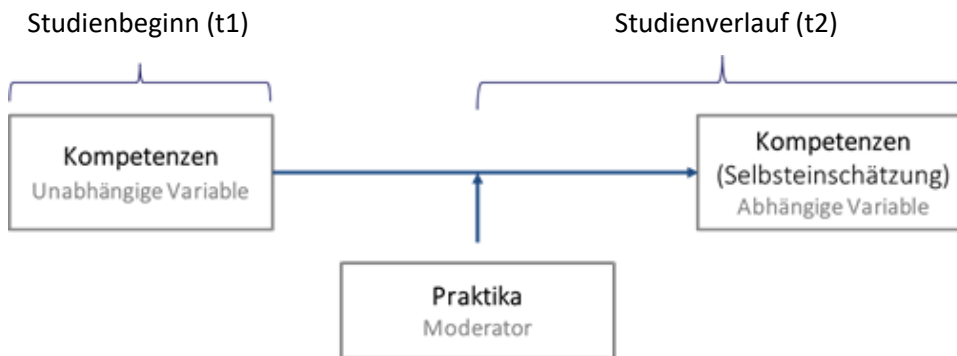 Studienbeginn (t1)
Studienverlauf (t2)
Kompetenzen
Unabhängige Variable
Kompetenzen
(Selbsteinschätzung)
Abhängige Variable
Praktika
Moderator